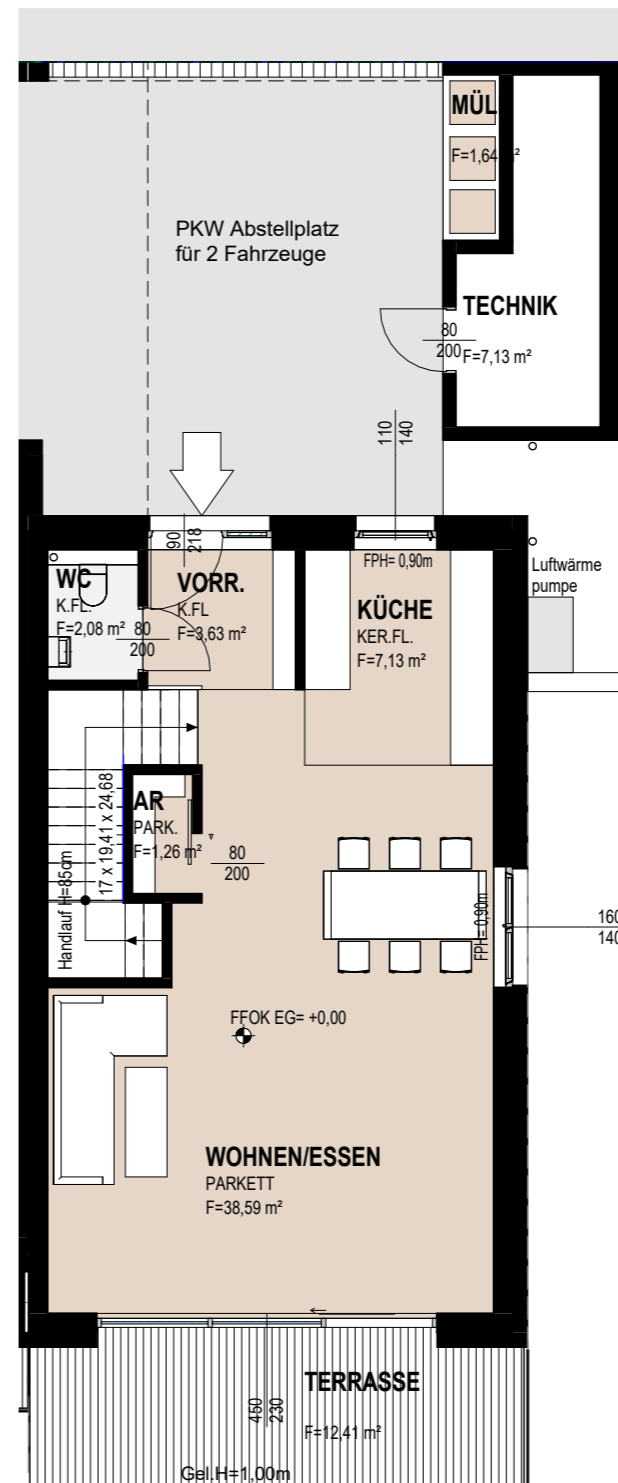 MÜL
F=1,64 m²
PKW Abstellplatz
für 2 Fahrzeuge
TECHNIK
80
200
F=7,13 m²
110
140
90
218
FPH= 0,90m
Luftwärme
pumpe
WC
K.FL.
F=2,08 m²
80
200
VORR.
K.FL
F=3,63 m²
KÜCHE
KER.FL.
F=7,13 m²
17 x 19,41 x 24,68
Handlauf H=85cm
AR
PARK.
F=1,26 m²
80
200
FPH= 0,90m
160
140
FFOK EG= +0,00
WOHNEN/ESSEN
PARKETT
F=38,59 m²
TERRASSE
F=12,41 m²
450
230
Gel.H=1,00m